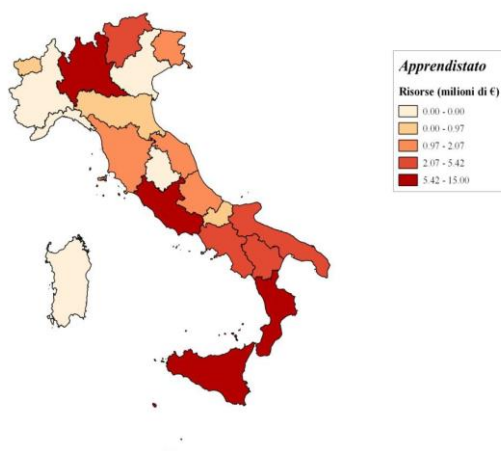 Apprendistato
Risorse (milioni di €)
0.00 - 0.00
0.00 - 0.97
0.97 - 2.07
2.07 - 5.42
5.42 - 15.00